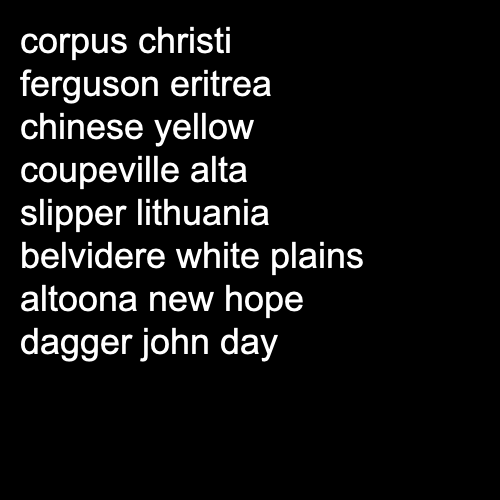 corpus christi
ferguson eritrea
chinese yellow
coupeville alta
slipper lithuania
belvidere white plains
altoona new hope
dagger john day